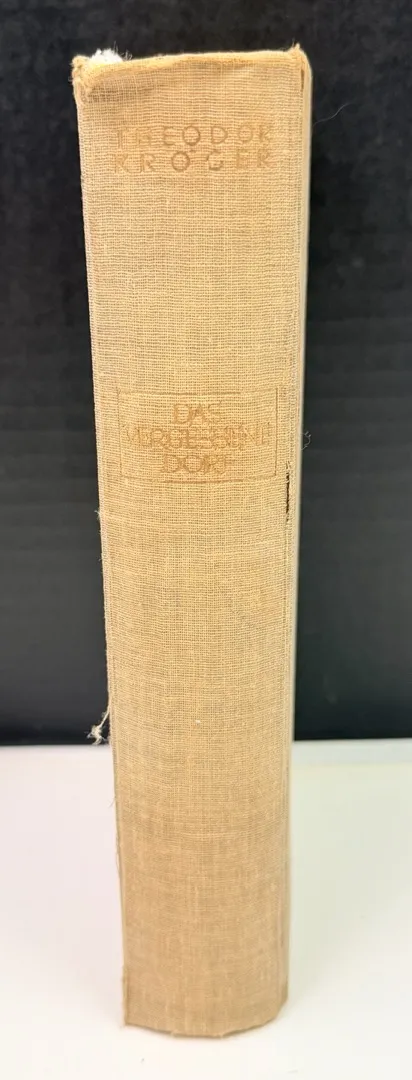 THEODOR
KRÖGER
DAS
VERGESSENE
DORF